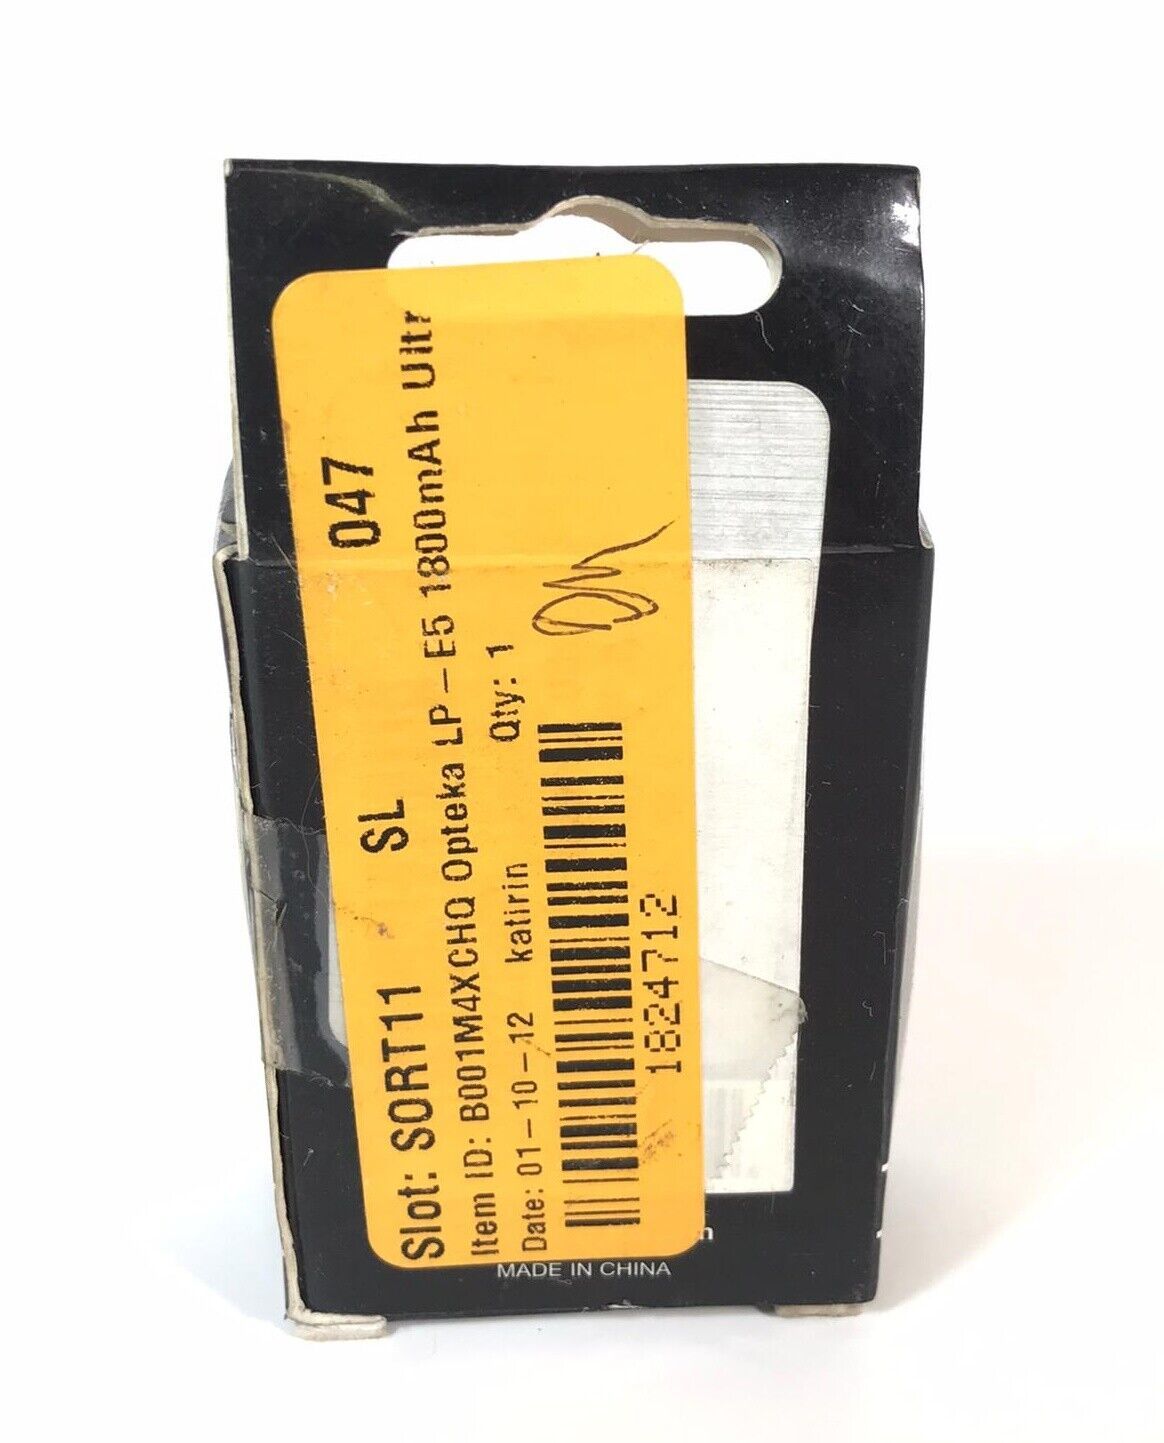 Slot: SORT11 SL 047
Item ID: B001M4XCHQ Opteka LP-E5 1800mAh Ultr
Date: 01-10-12 katirin Qty: 1
1824712
MADE IN CHINA